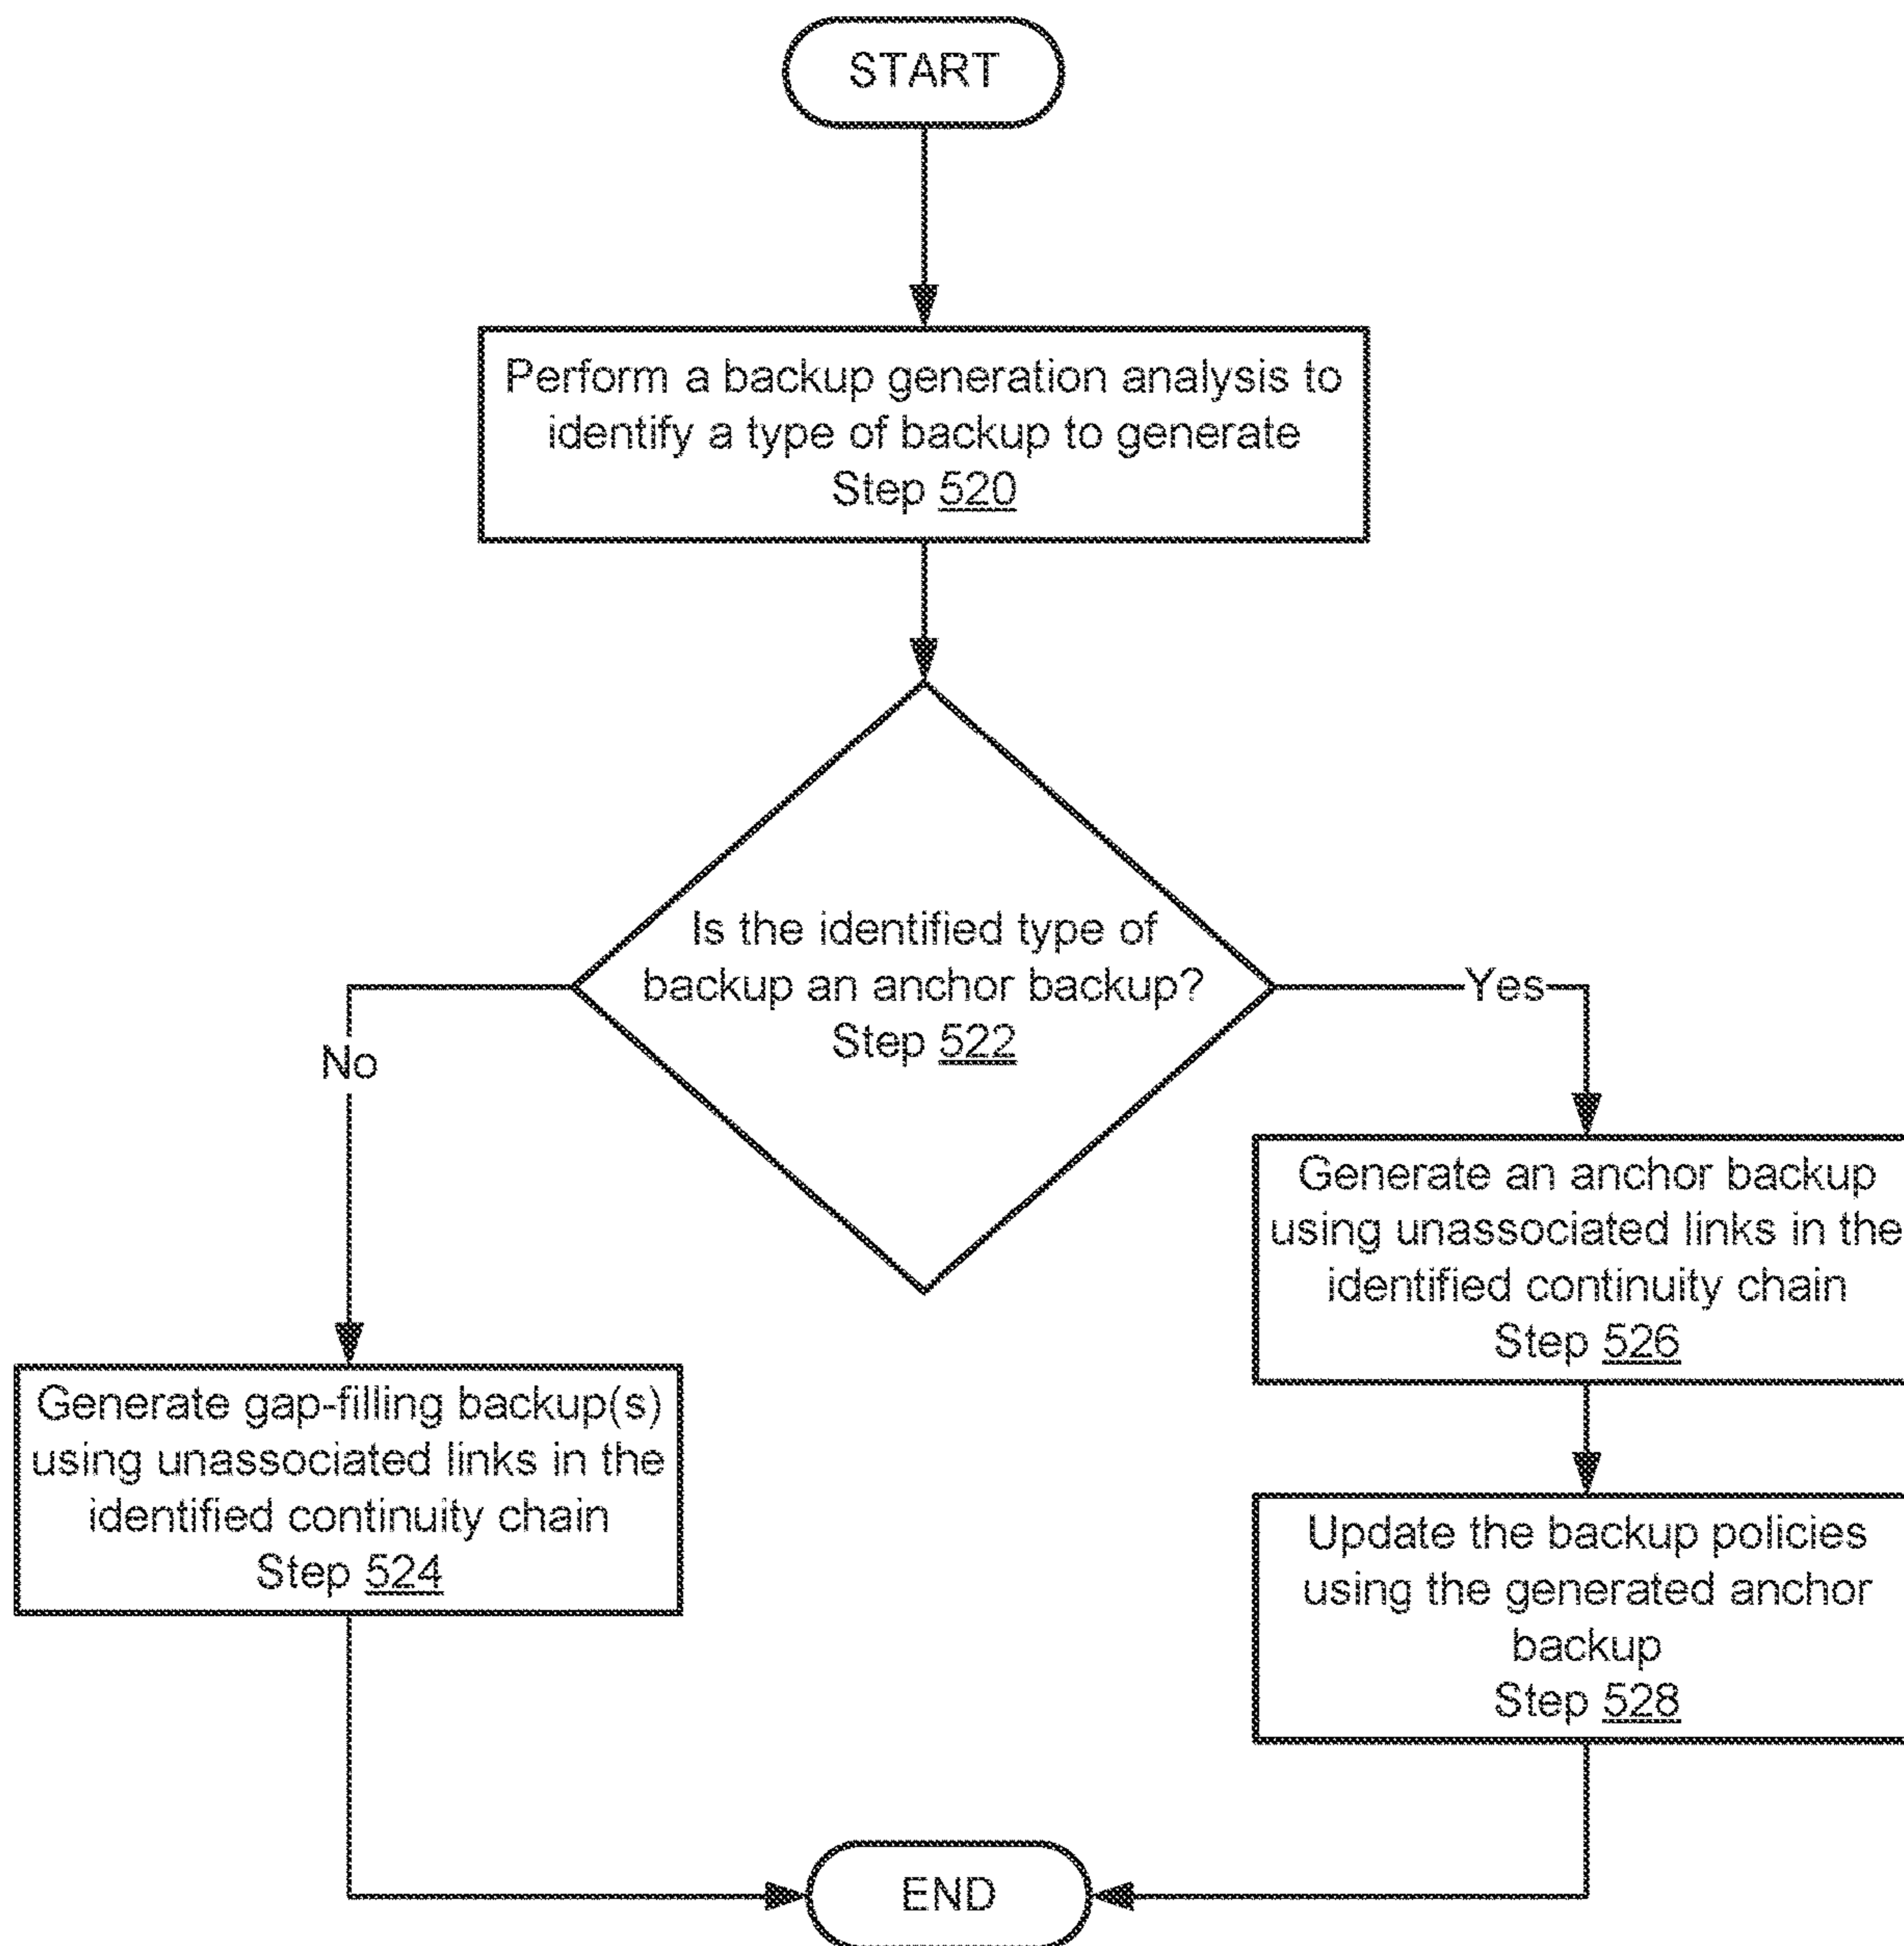 START
Perform a backup generation analysis to
identify a type of backup to generate
Step 520
Is the identified type of
backup an anchor backup?
Step 522
Yes
No
Generate an anchor backup
using unassociated links in the
identified continuity chain
Step 526
Generate gap-filling backup(s)
using unassociated links in the
identified continuity chain
Step 524
Update the backup policies
using the generated anchor
backup
Step 528
END